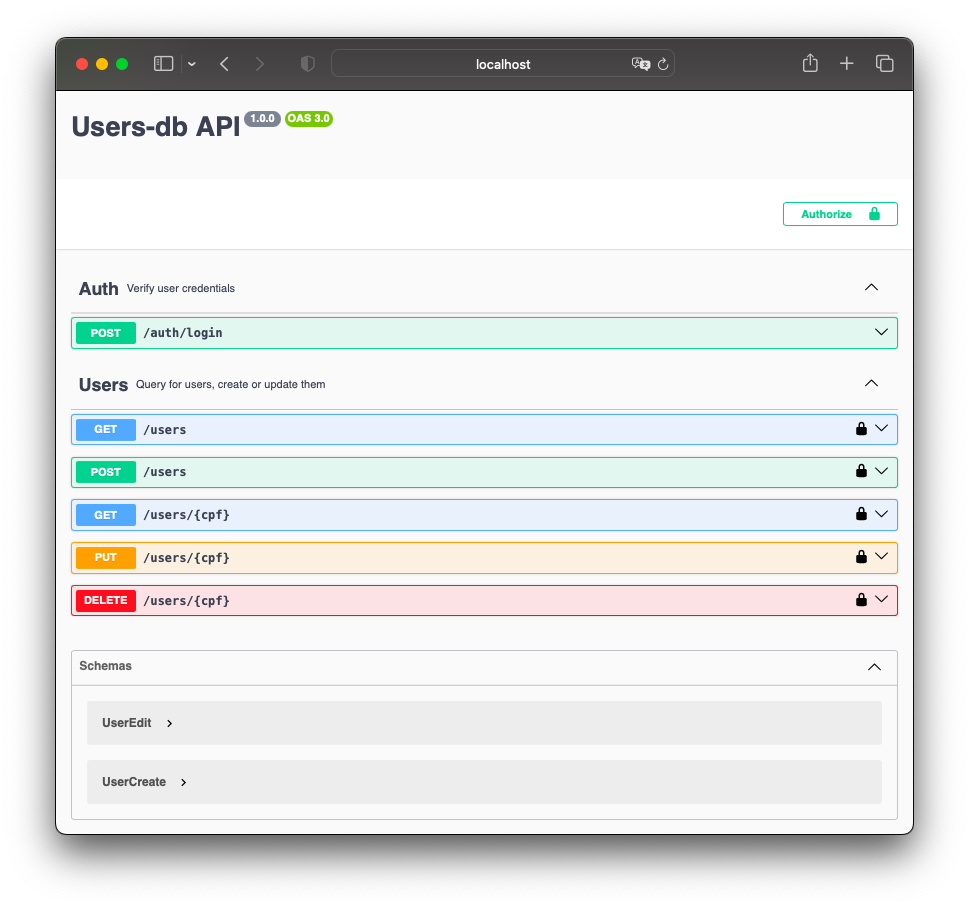 localhost
Users-db API 1.0.0 OAS 3.0
Authorize
Auth Verify user credentials
POST /auth/login
Users Query for users, create or update them
GET /users
POST /users
GET /users/{cpf}
PUT /users/{cpf}
DELETE /users/{cpf}
Schemas
UserEdit
UserCreate